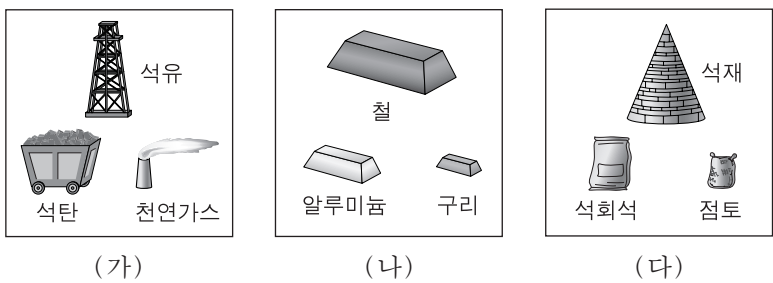 석유
석탄 천연가스
(가)
철
알루미늄 구리
(나)
석재
석회석 점토
(다)